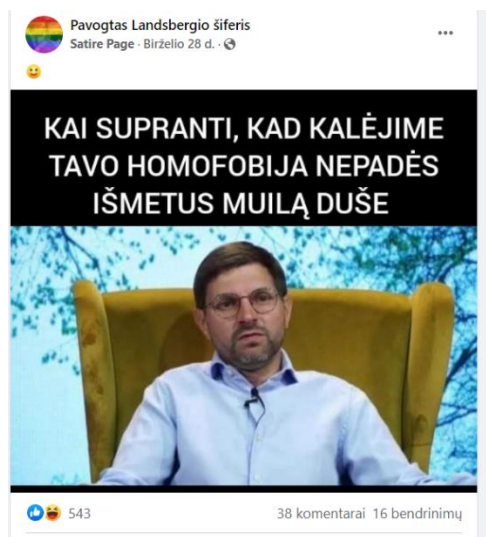 Pavogtas Landsbergio šiferis
Satire Page · Birželio 28 d. ·
KAI SUPRANTI, KAD KALĖJIME
TAVO HOMOFOBIJA NEPADĖS
IŠMETUS MUILĄ DUŠE
543
38 komentarai 16 bendrinimų